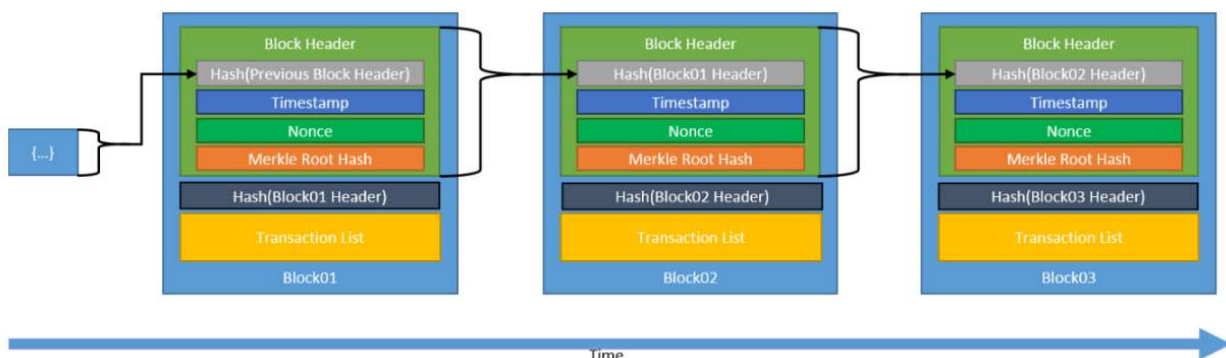 {...}
Block Header
Hash(Previous Block Header)
Timestamp
Nonce
Merkle Root Hash
Hash(Block01 Header)
Transaction List
Block01
Block Header
Hash(Block01 Header)
Timestamp
Nonce
Merkle Root Hash
Hash(Block02 Header)
Transaction List
Block02
Block Header
Hash(Block02 Header)
Timestamp
Nonce
Merkle Root Hash
Hash(Block03 Header)
Transaction List
Block03
Time